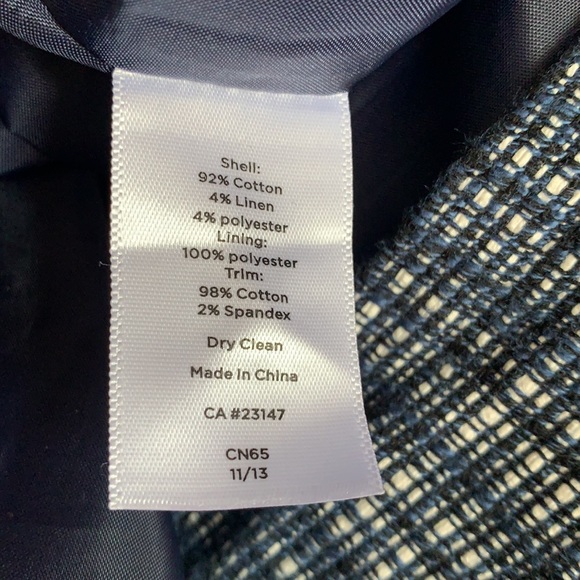 Shell:
92% Cotton
4% Linen
4% polyester
Lining:
100% polyester
Trim:
98% Cotton
2% Spandex
Dry Clean
Made In China
CA #23147
CN65
11/13